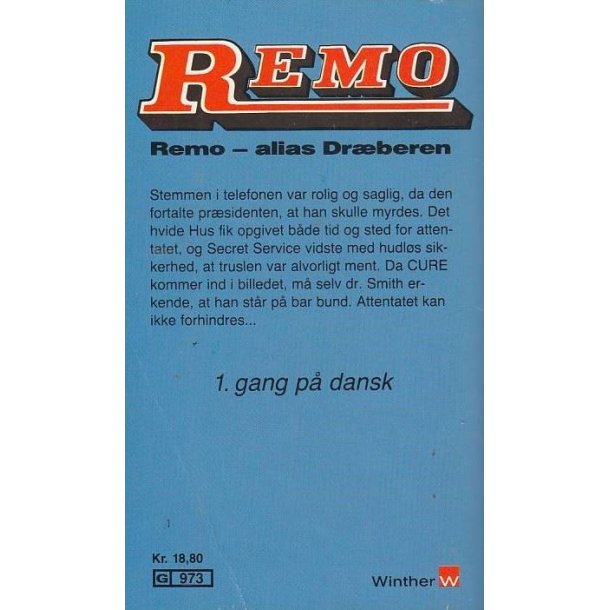 REMO
Remo – alias Dræberen
Stemmen i telefonen var rolig og saglig, da den
fortalte præsidenten, at han skulle myrdes. Det
hvide Hus fik opgivet både tid og sted for atten-
tatet, og Secret Service vidste med hudløs sik-
kerhed, at truslen var alvorligt ment. Da CURE
kommer ind i billedet, må selv dr. Smith er-
kende, at han står på bar bund. Attentatet kan
ikke forhindres...
1. gang på dansk
Kr. 18,80
G 973
Winther W